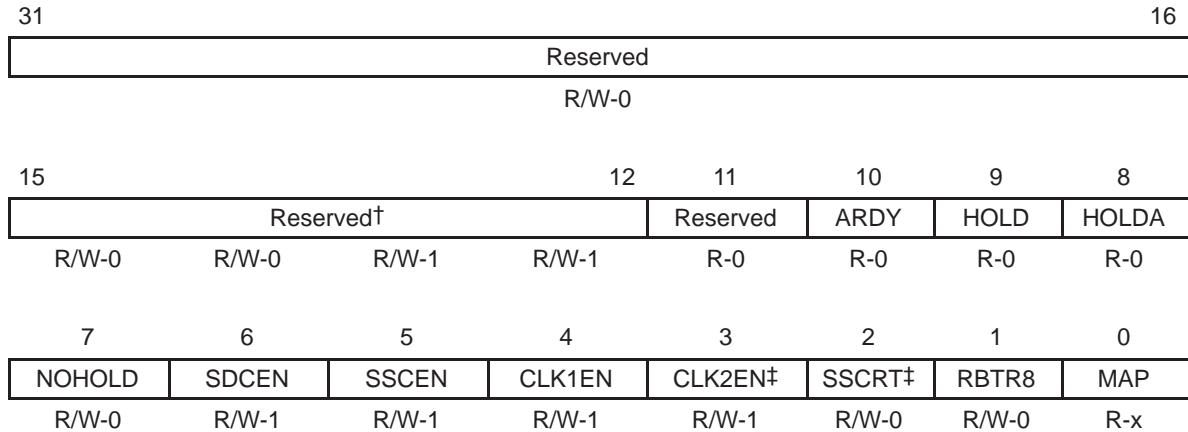 31 16
Reserved
R/W-0
15 12 11 10 9 8
Reserved† Reserved ARDY HOLD HOLDA
R/W-0 R/W-0 R/W-1 R/W-1 R-0 R-0 R-0 R-0
7 6 5 4 3 2 1 0
NOHOLD SDCEN SSCEN CLK1EN CLK2EN‡ SSCRT‡ RBTR8 MAP
R/W-0 R/W-1 R/W-1 R/W-1 R/W-1 R/W-0 R/W-0 R-x